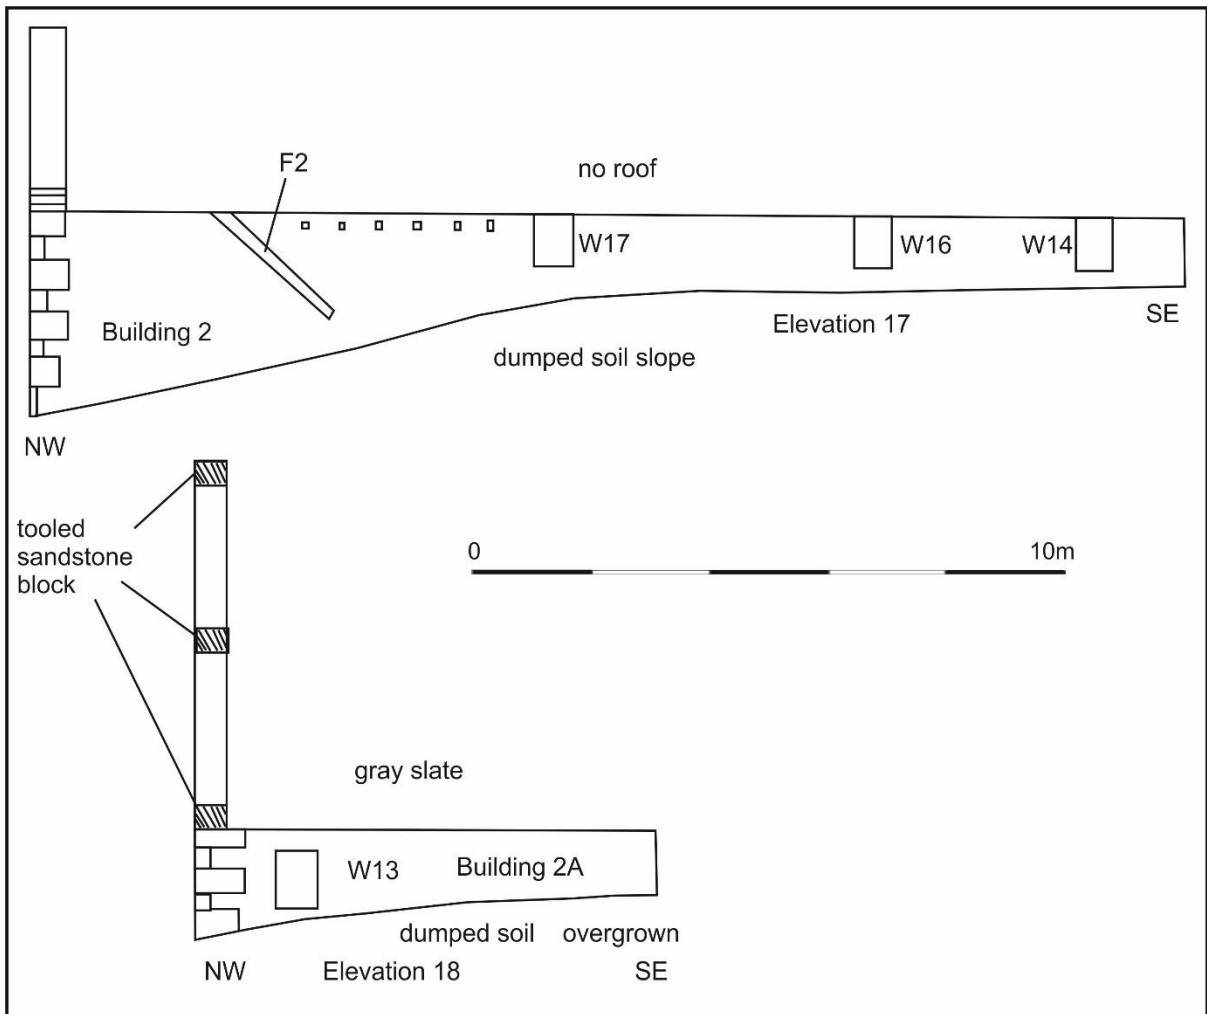 F2
no roof
W17
W16
W14
Building 2
Elevation 17
SE
dumped soil slope
NW
tooled
sandstone
block
0
10m
gray slate
W13
Building 2A
dumped soil overgrown
NW
Elevation 18
SE